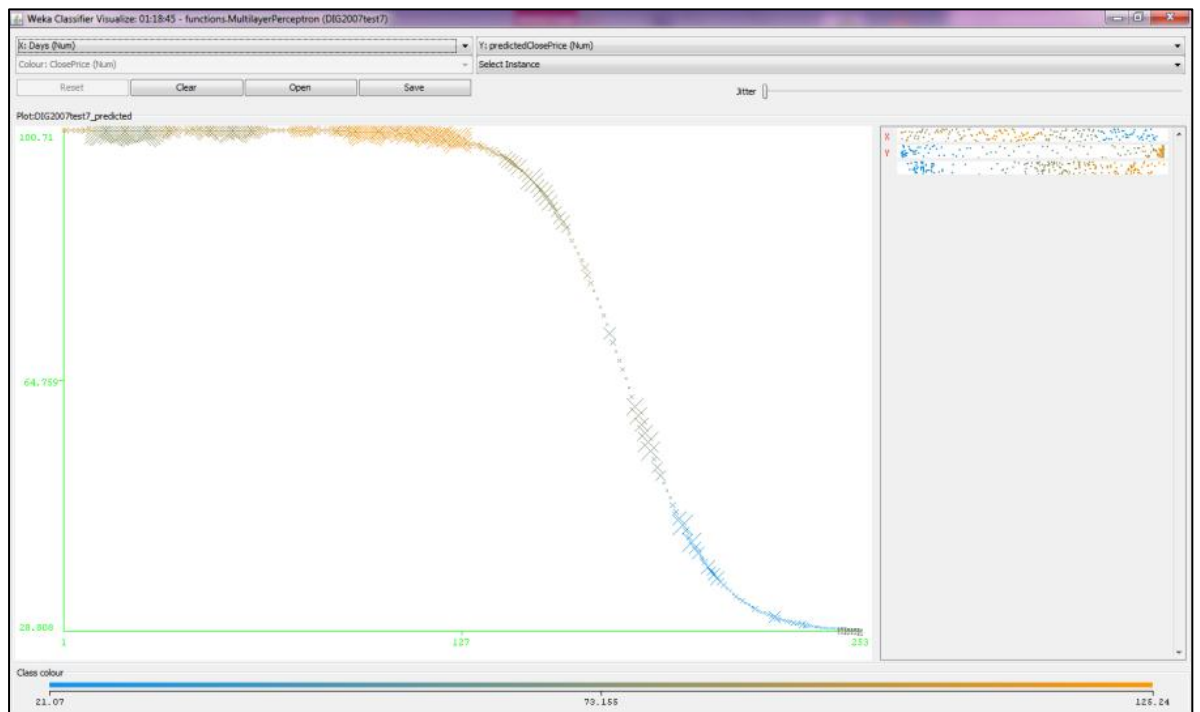 Weka Classifier Visualize: 01:18:45 - functions.MultilayerPerceptron (DIG2007test7)
X: Days (Num)
Y: predictedClosePrice (Num)
Colour: ClosePrice (Num)
Select Instance
Reset
Clear
Open
Save
Jitter
Plot:DIG2007test7_predicted
100.71
64.759
28.808
1
127
253
X
Y
Class colour
21.07
73.155
125.24